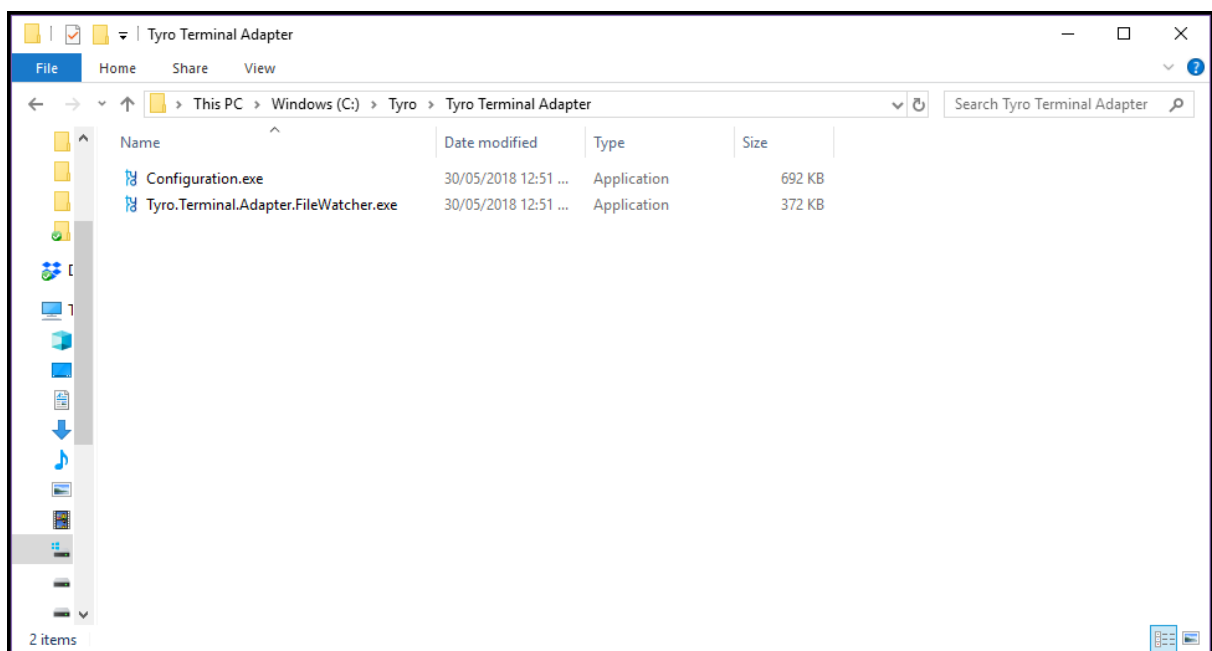 Tyro Terminal Adapter
File Home Share View
This PC > Windows (C:) > Tyro > Tyro Terminal Adapter Search Tyro Terminal Adapter
Name Date modified Type Size
Configuration.exe 30/05/2018 12:51 ... Application 692 KB
Tyro.Terminal.Adapter.FileWatcher.exe 30/05/2018 12:51 ... Application 372 KB
2 items